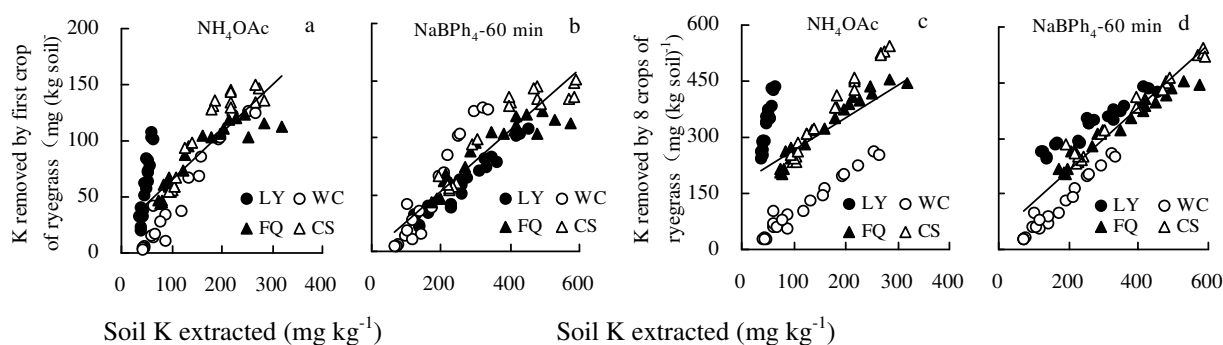 K removed by first crop
of ryegrass (mg (kg soil)-
200
150
100
50
0
NH4OAc a
LY WC
FQ CS
0 100 200 300 400
NaBPh4-60 min b
LY WC
FQ CS
0 200 400 600
Soil K extracted (mg kg-1)
K removed by 8 crops of
ryegrass (mg (kg soil)-1
600
450
300
150
0
c
NH4OAc
LY WC
FQ CS
0 100 200 300 400
NaBPh4-60 min d
LY WC
FQ CS
0 200 400 600
Soil K extracted (mg kg-1)